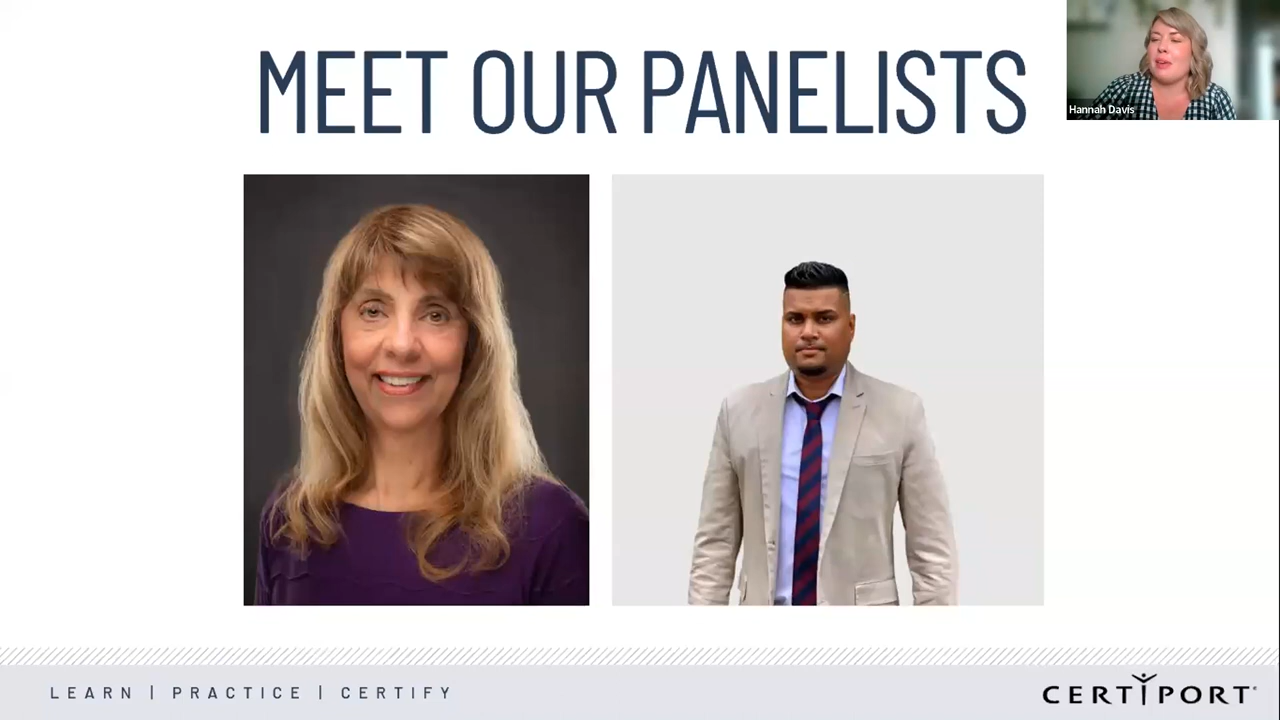 MEET OUR PANELISTS
Hannah Davis
LEARN | PRACTICE | CERTIFY
CERTIPORT